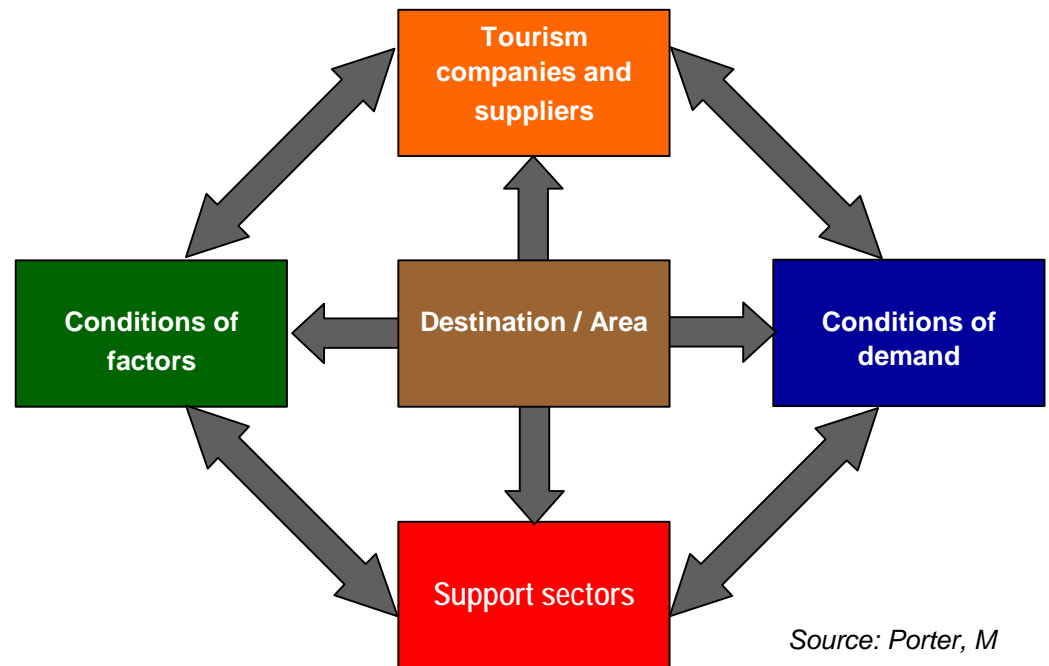 Tourism
companies and
suppliers
Conditions of
factors
Destination / Area
Conditions of
demand
Support sectors
Source: Porter, M